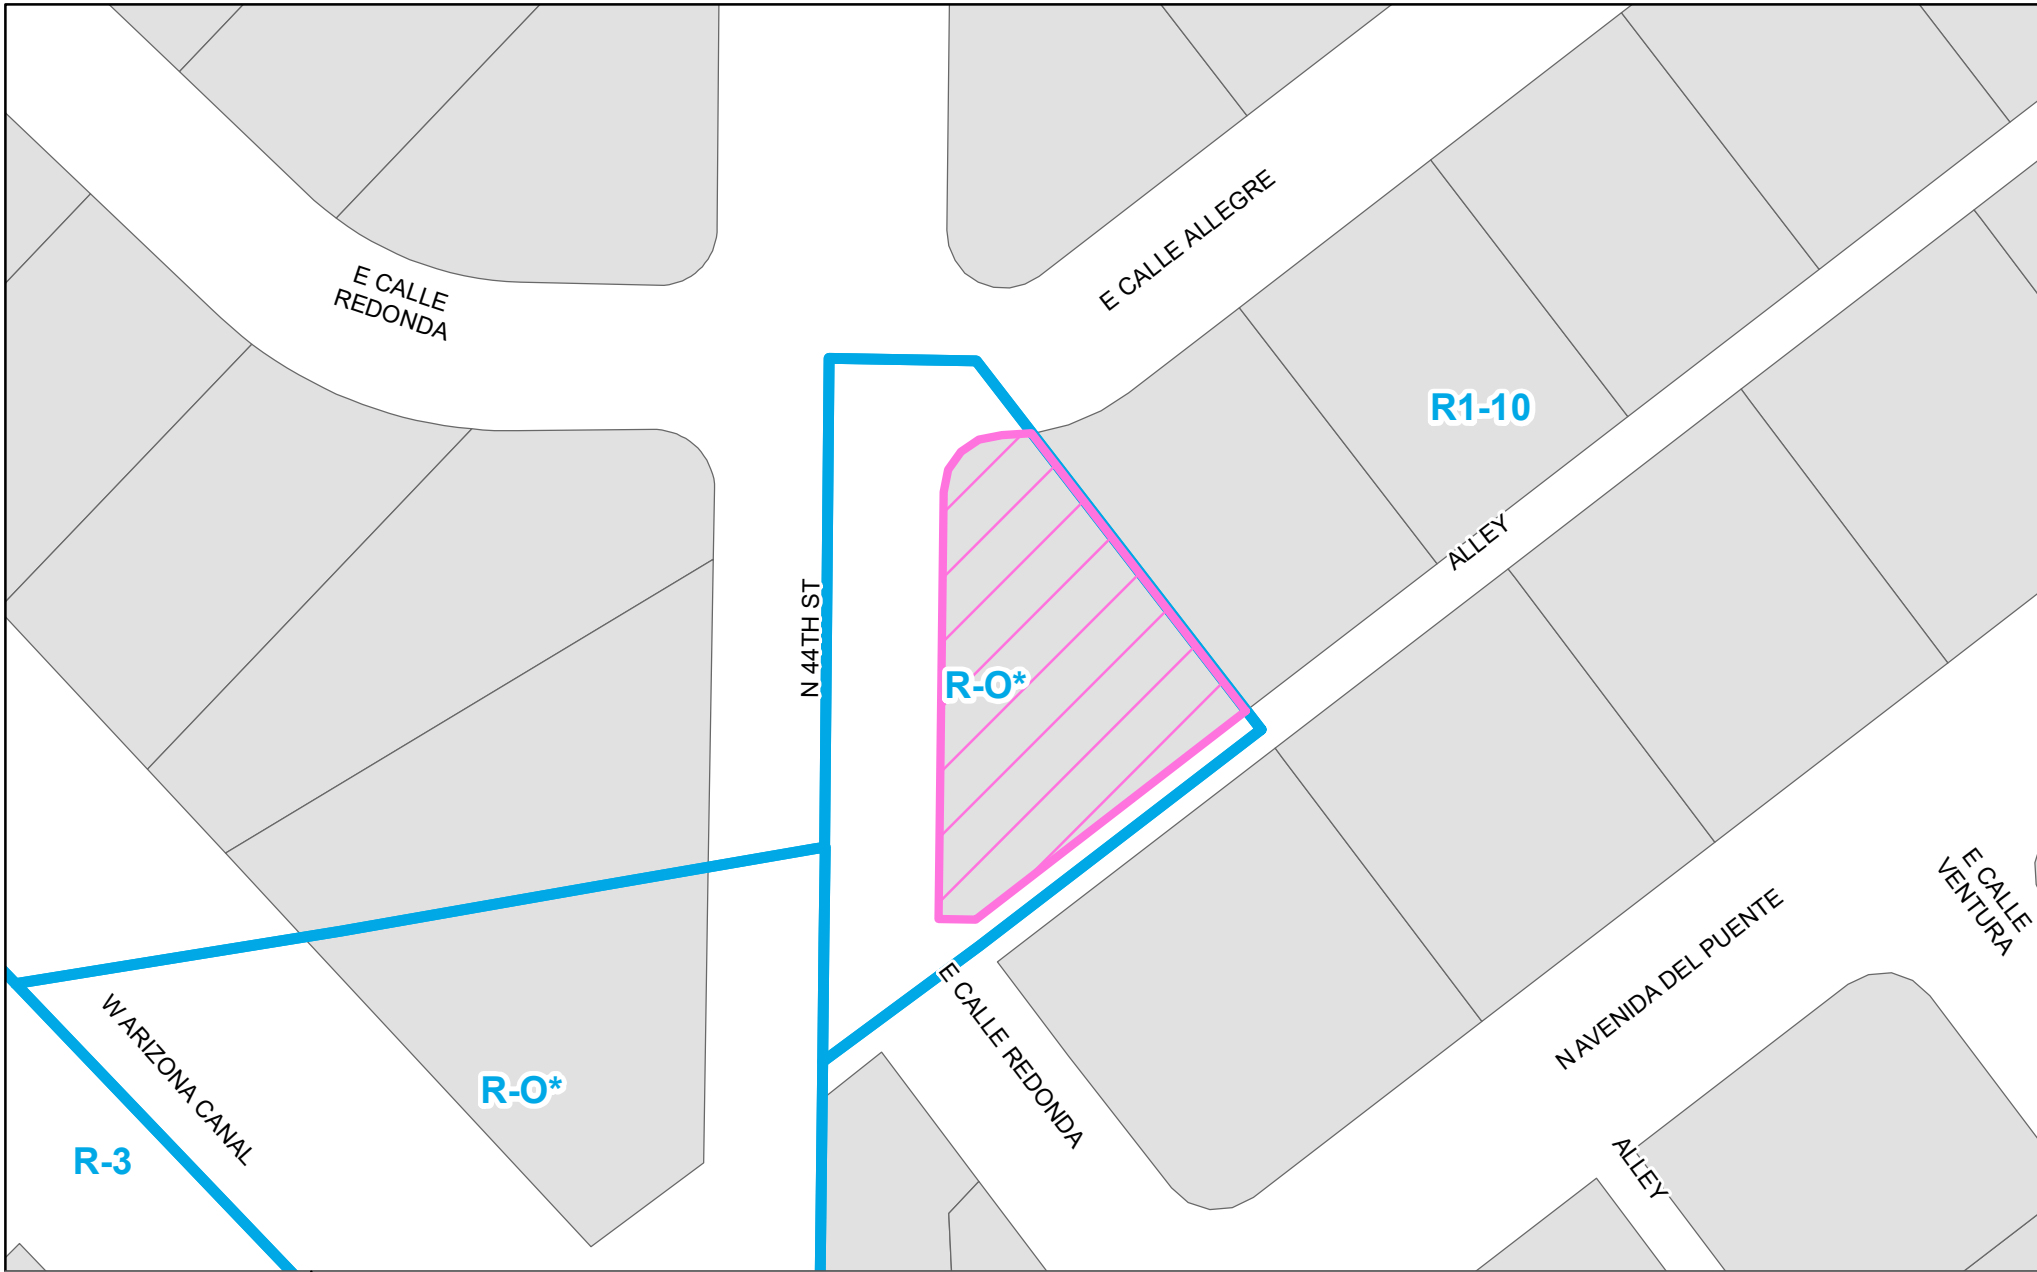 E CALLE ALLEGRE
E CALLE
REDONDA
R1-10
ALLEY
N 44TH ST
R-O*
E CALLE
VENTURA
N AVENIDA DEL PUENTE
E CALLE REDONDA
W ARIZONA CANAL
R-O*
R-3
ALLEY